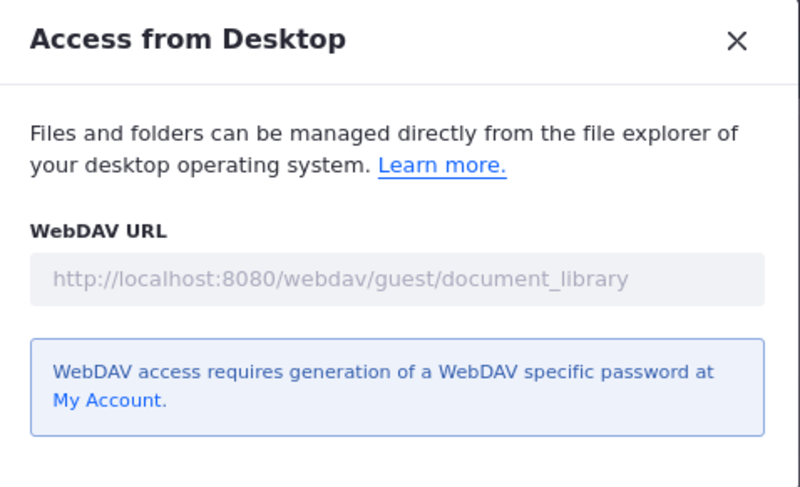 Access from Desktop
Files and folders can be managed directly from the file explorer of
your desktop operating system. Learn more.
WebDAV URL
http://localhost:8080/webdav/guest/document_library
WebDAV access requires generation of a WebDAV specific password at
My Account.